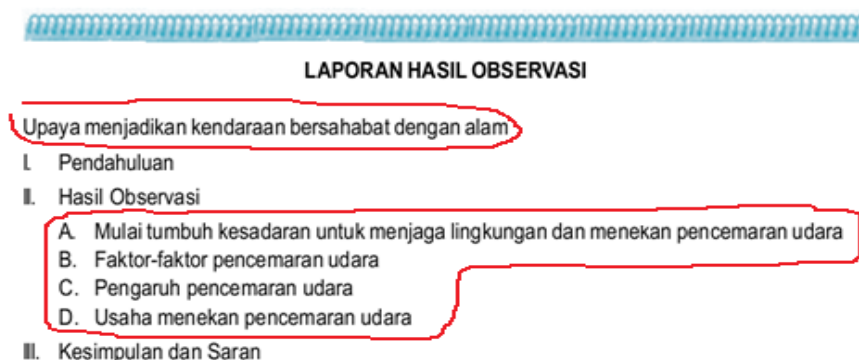 LAPORAN HASIL OBSERVASI
Upaya menjadikan kendaraan bersahabat dengan alam
I. Pendahuluan
II. Hasil Observasi
A. Mulai tumbuh kesadaran untuk menjaga lingkungan dan menekan pencemaran udara
B. Faktor-faktor pencemaran udara
C. Pengaruh pencemaran udara
D. Usaha menekan pencemaran udara
III. Kesimpulan dan Saran